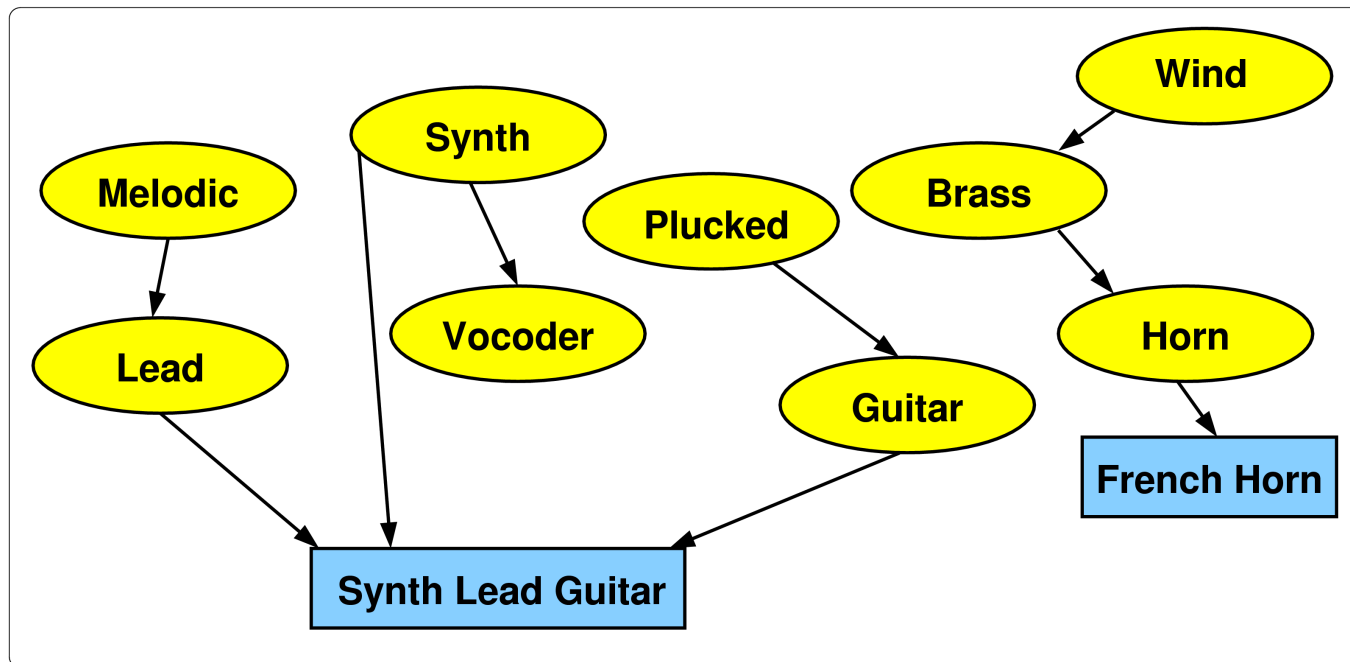 Wind
Synth
Melodic
Brass
Plucked
Vocoder
Horn
Lead
Guitar
French Horn
Synth Lead Guitar